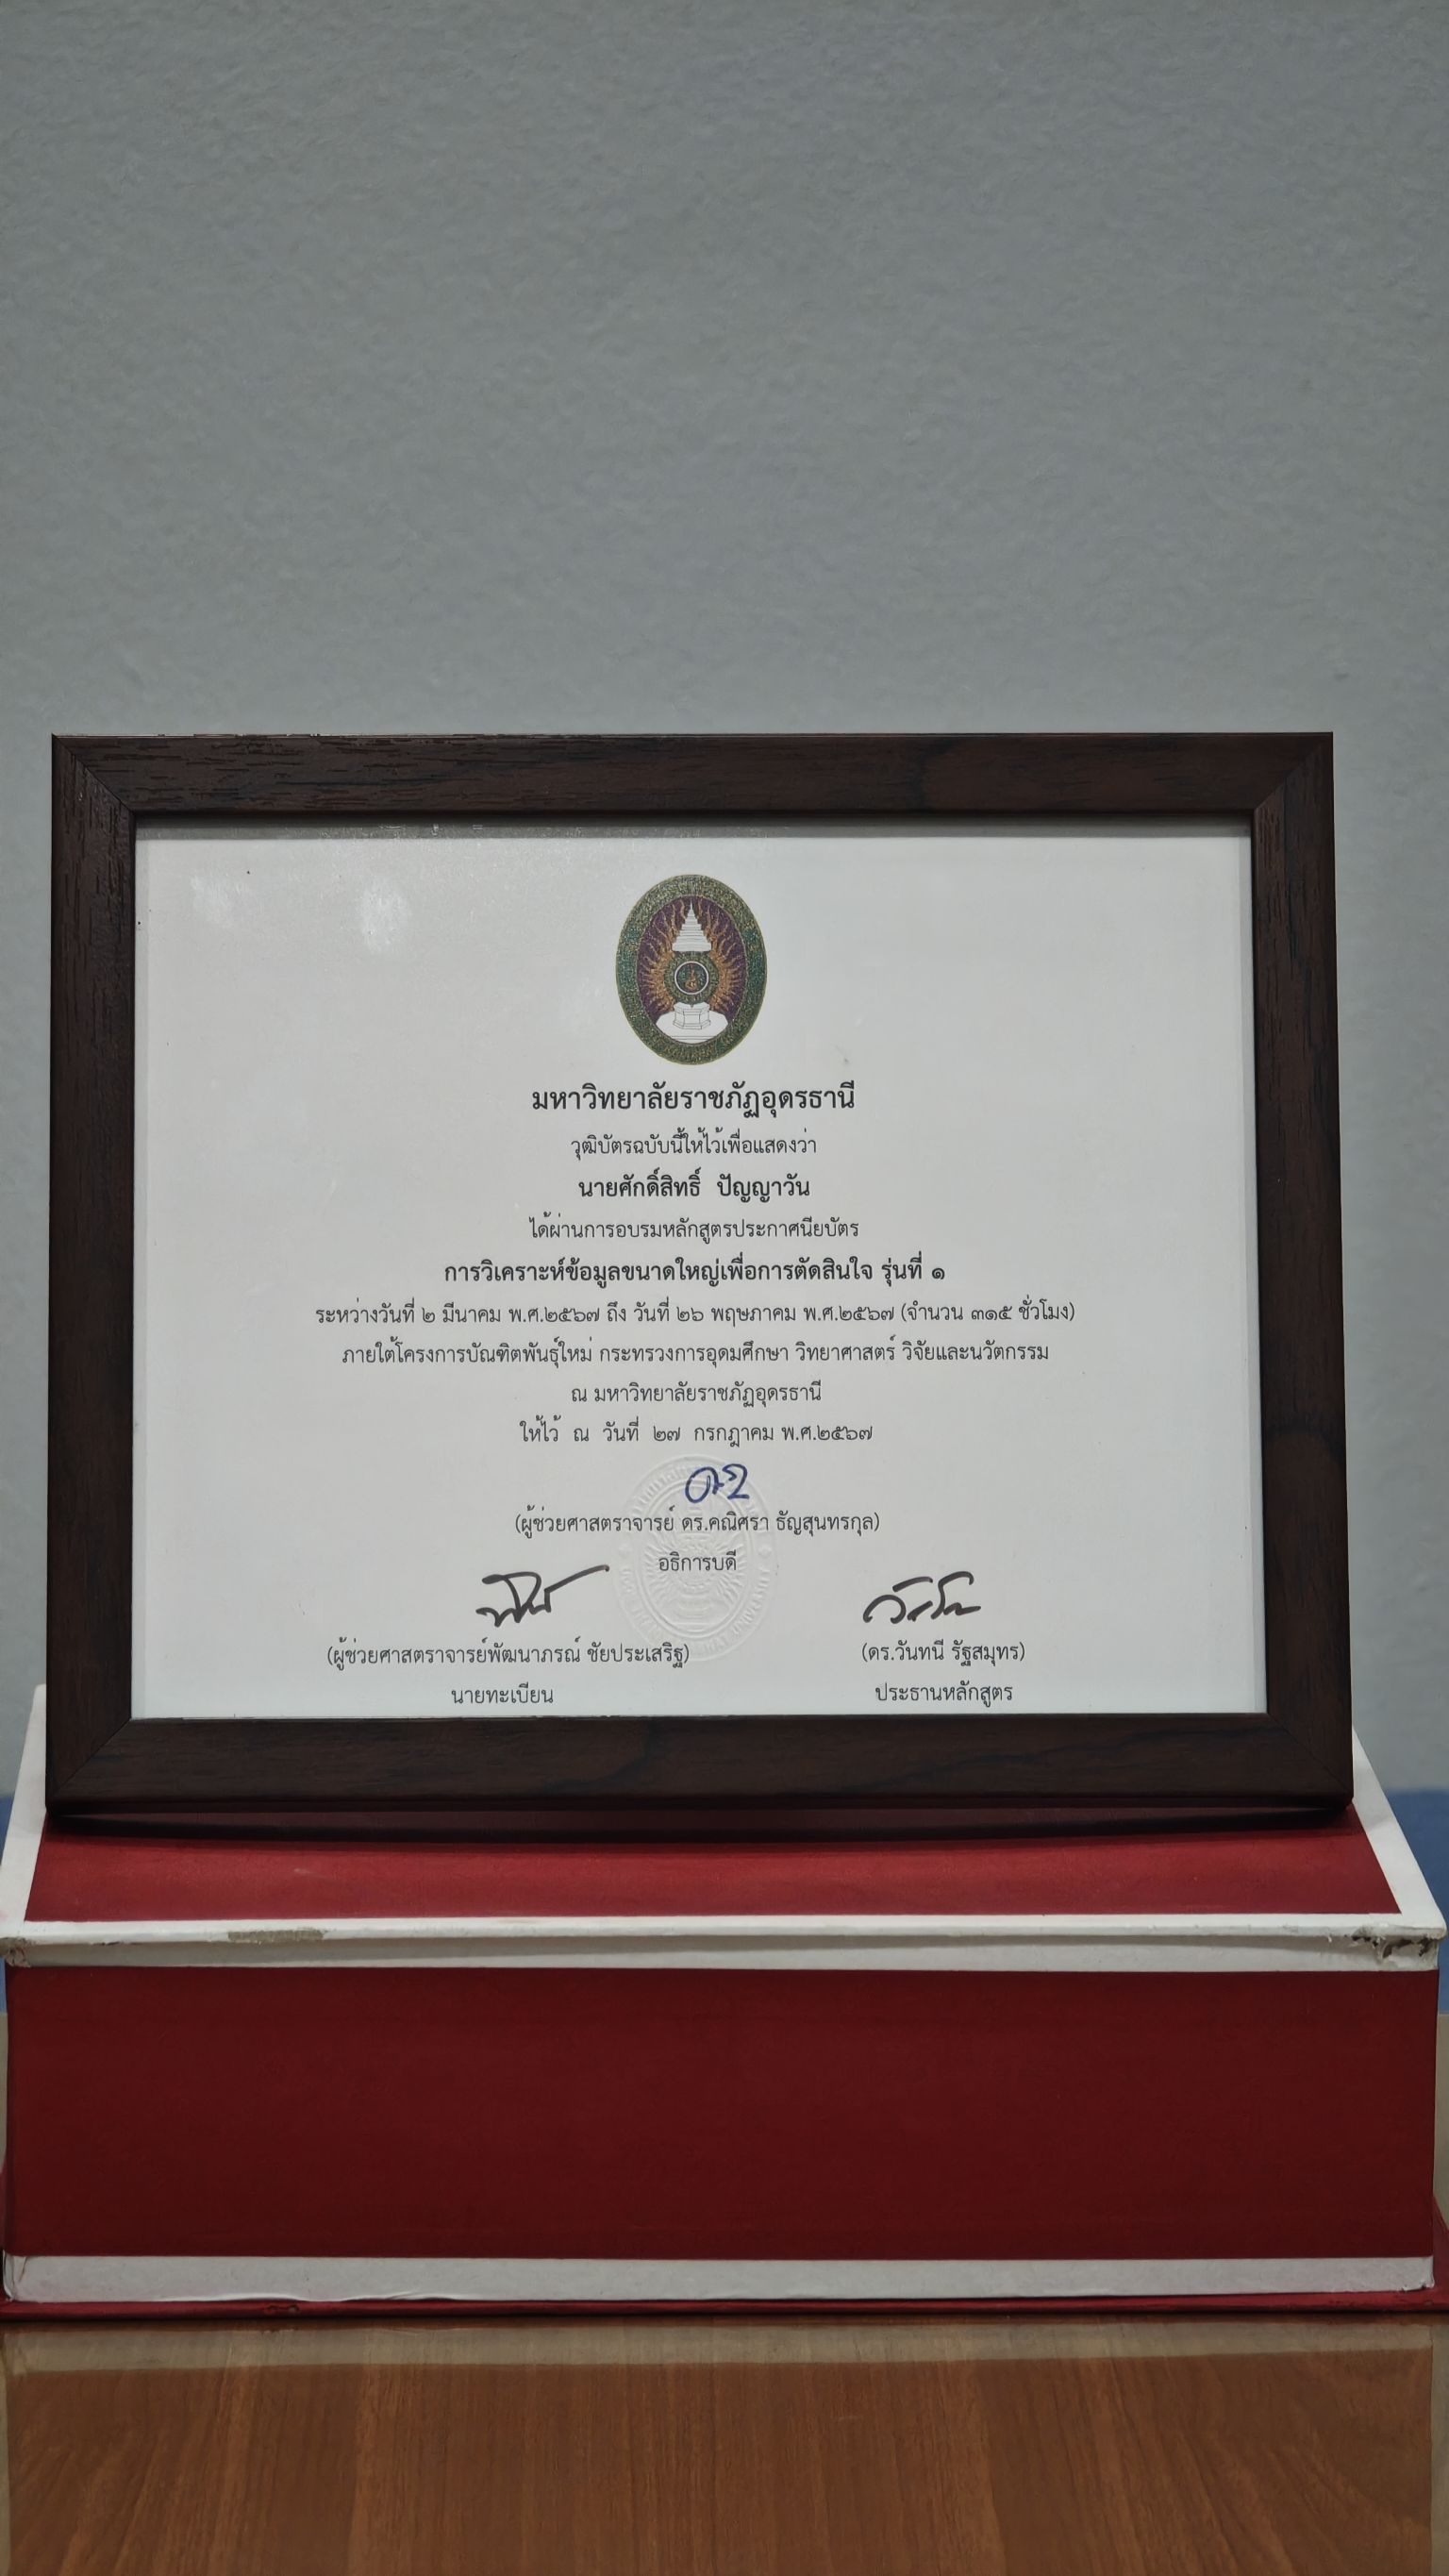 มหาวิทยาลัยราชภัฏอุดรธานี
วุฒิบัตรฉบับนี้ให้ไว้เพื่อแสดงว่า
นายศักดิ์สิทธิ์ ปัญญาวัน
ได้ผ่านการอบรมหลักสูตรประกาศนียบัตร
การวิเคราะห์ข้อมูลขนาดใหญ่เพื่อการตัดสินใจ รุ่นที่ ๑
ระหว่างวันที่ ๒ มีนาคม พ.ศ.๒๕๖๗ ถึง วันที่ ๒๖ พฤษภาคม พ.ศ.๒๕๖๗ (จำนวน ๓๑๕ ชั่วโมง)
ภายใต้โครงการบัณฑิตพันธุ์ใหม่ กระทรวงการอุดมศึกษา วิทยาศาสตร์ วิจัยและนวัตกรรม
ณ มหาวิทยาลัยราชภัฏอุดรธานี
ให้ไว้ ณ วันที่ ๒๗ กรกฎาคม พ.ศ.๒๕๖๗
(ผู้ช่วยศาสตราจารย์ ดร.คณิศรา ธัญสุนทรกุล)
อธิการบดี
(ผู้ช่วยศาสตราจารย์พัฒนาภรณ์ ชัยประเสริฐ)
นายทะเบียน
(ดร.วันทนี รัฐสมุทร)
ประธานหลักสูตร